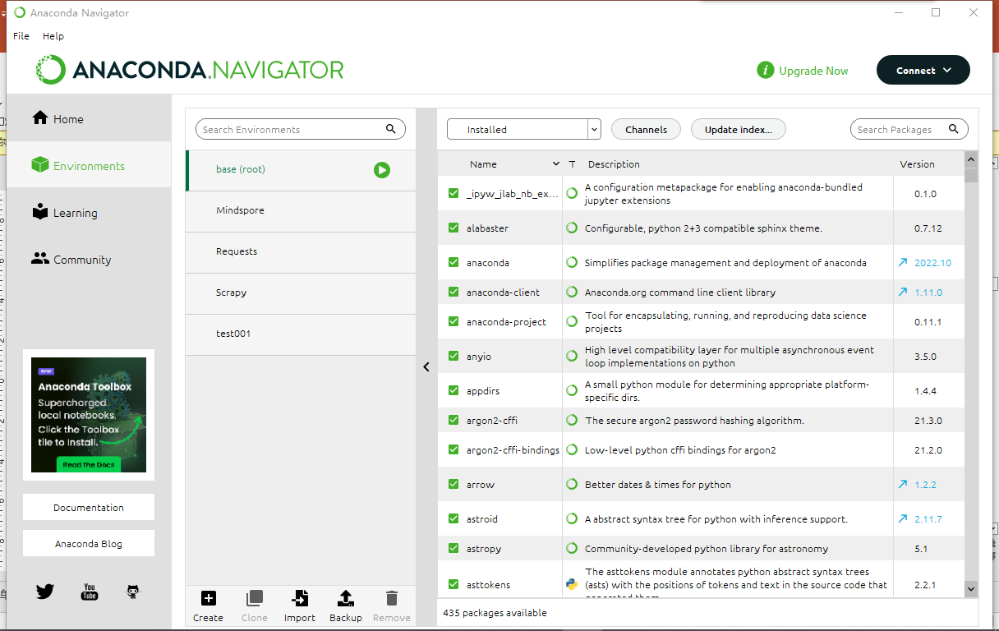 Anaconda Navigator
File Help
ANACONDA.NAVIGATOR
Upgrade Now
Connect
Home
Environments
Learning
Community
Anaconda Toolbox
Supercharged
local notebooks.
Click the Toolbox
tile to Install.
Read the Docs
Documentation
Anaconda Blog
You
Tube
Search Environments
base (root)
Mindspore
Requests
Scrapy
test001
Create Clone Import Backup Remove
Installed Channels Update index... Search Packages
Name T Description Version
_ipyw_jlab_nb_ex... A configuration metapackage for enabling anaconda-bundled
jupyter extensions 0.1.0
alabaster Configurable, python 2+3 compatible sphinx theme. 0.7.12
anaconda Simplifies package management and deployment of anaconda 2022.10
anaconda-client Anaconda.org command line client library 1.11.0
anaconda-project Tool for encapsulating, running, and reproducing data science
projects 0.11.1
anyio High level compatibility layer for multiple asynchronous event
loop implementations on python 3.5.0
appdirs A small python module for determining appropriate platform-
specific dirs. 1.4.4
argon2-cffi The secure argon2 password hashing algorithm. 21.3.0
argon2-cffi-bindings Low-level python cffi bindings for argon2 21.2.0
arrow Better dates & times for python 1.2.2
astroid A abstract syntax tree for python with inference support. 2.11.7
astropy Community-developed python library for astronomy 5.1
asttokens The asttokens module annotates python abstract syntax trees
(asts) with the positions of tokens and text in the source code that 2.2.1
435 packages available